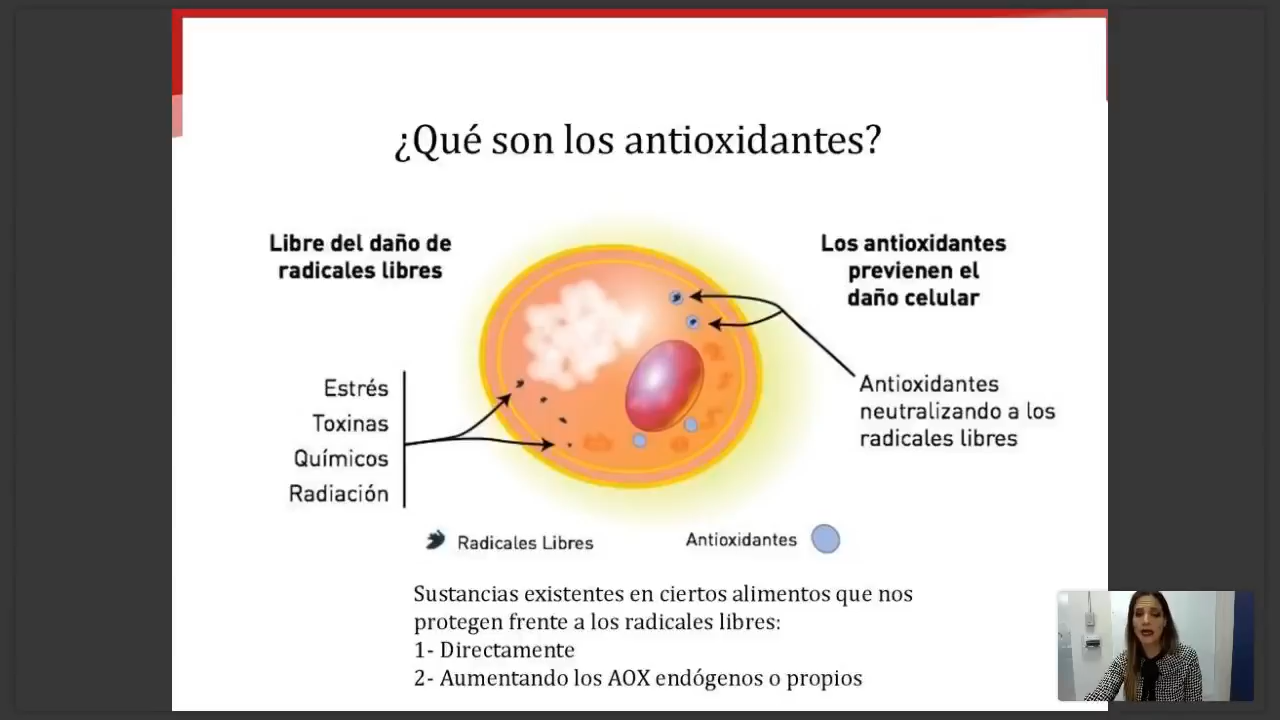 ¿Qué son los antioxidantes?
Libre del daño de
radicales libres
Los antioxidantes
previenen el
daño celular
Estrés
Toxinas
Químicos
Radiación
Antioxidantes
neutralizando a los
radicales libres
Radicales Libres
Antioxidantes
Sustancias existentes en ciertos alimentos que nos
protegen frente a los radicales libres:
1- Directamente
2- Aumentando los AOX endógenos o propios